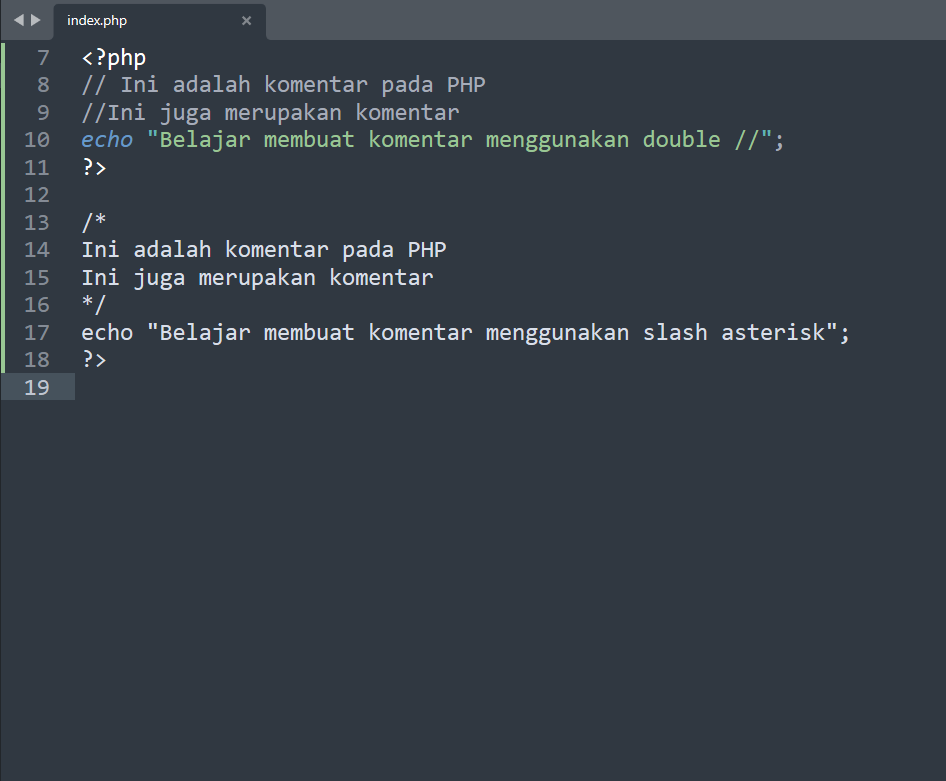 index.php
7 <?php
8 // Ini adalah komentar pada PHP
9 //Ini juga merupakan komentar
10 echo "Belajar membuat komentar menggunakan double //";
11 ?>
12
13 /*
14 Ini adalah komentar pada PHP
15 Ini juga merupakan komentar
16 */
17 echo "Belajar membuat komentar menggunakan slash asterisk";
18 ?>
19